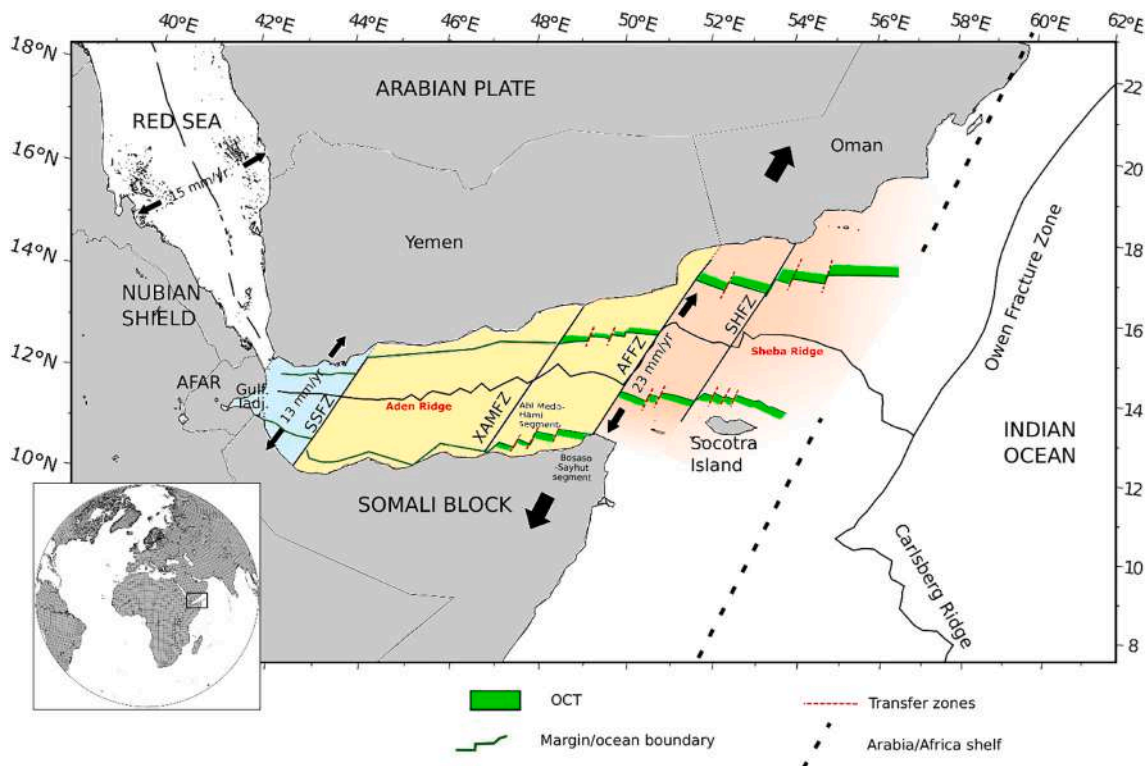 40°E 42°E 44°E 46°E 48°E 50°E 52°E 54°E 56°E 58°E 60°E 62°E
18°N
16°N
14°N
12°N
10°N
22
20
18
16
14
12
8
ARABIAN PLATE
RED SEA
Oman
15 mm/yr
Yemen
NUBIAN
SHIELD
Owen Fracture Zone
SHFZ
Sheba Ridge
AFAR
Gulf
Tadj.
13 mm/yr
SSFZ
Aden Ridge
XAMFZ
AFFZ
23 mm/yr
Ahl Medo-
Hami
segment
Bosaso
-Sayhut
segment
Socotra
Island
INDIAN
OCEAN
SOMALI BLOCK
Carlsberg Ridge
OCT
Transfer zones
Margin/ocean boundary
Arabia/Africa shelf